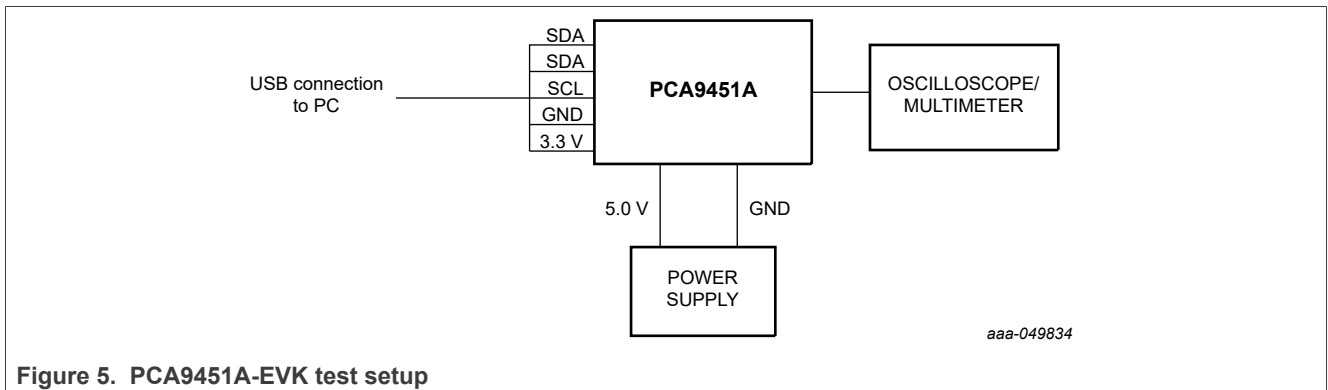 SDA
SDA
SCL
GND
3.3 V
USB connection
to PC
PCA9451A
OSCILLOSCOPE/
MULTIMETER
5.0 V
GND
POWER
SUPPLY
aaa-049834
Figure 5. PCA9451A-EVK test setup